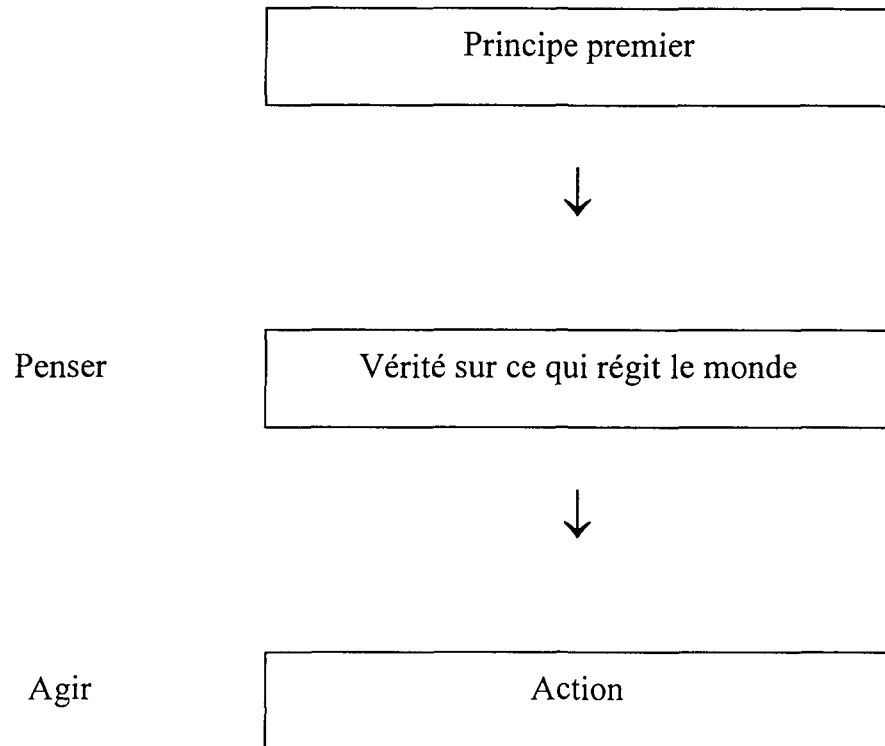 Principe premier
↓
Penser Vérité sur ce qui régit le monde
↓
Agir Action